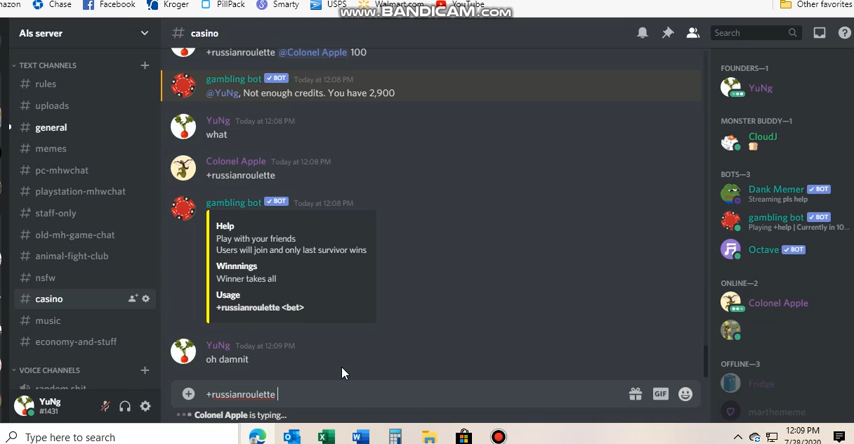 mazon Chase Facebook Kroger PillPack Smarty USPS Walmart.com YouTube Other favorites
WWW.BANDICAM.COM
Als server
# casino
Search
TEXT CHANNELS
# rules
# uploads
# general
# memes
# pc-mhwchat
# playstation-mhwchat
# staff-only
# old-mh-game-chat
# animal-fight-club
# nsfw
# casino
# music
# economy-and-stuff
VOICE CHANNELS
random shit
YuNg
#1431
+russianroulette @Colonel Apple 100
gambling bot BOT Today at 12:08 PM
@YuNg, Not enough credits. You have 2,900
YuNg Today at 12:08 PM
what
Colonel Apple Today at 12:08 PM
+russianroulette
gambling bot BOT Today at 12:08 PM
Help
Play with your friends
Users will join and only last survivor wins
Winnnings
Winner takes all
Usage
+russianroulette <bet>
YuNg Today at 12:09 PM
oh damnit
+russianroulette
GIF
Colonel Apple is typing...
FOUNDERS—1
YuNg
MONSTER BUDDY—1
CloudJ
BOTS—3
Dank Memer BOT
Streaming pls help
gambling bot BOT
Playing +help | Currently in 10...
Octave BOT
ONLINE—2
Colonel Apple
OFFLINE—3
Fridge
marthememe
Type here to search
12:09 PM
7/28/2020